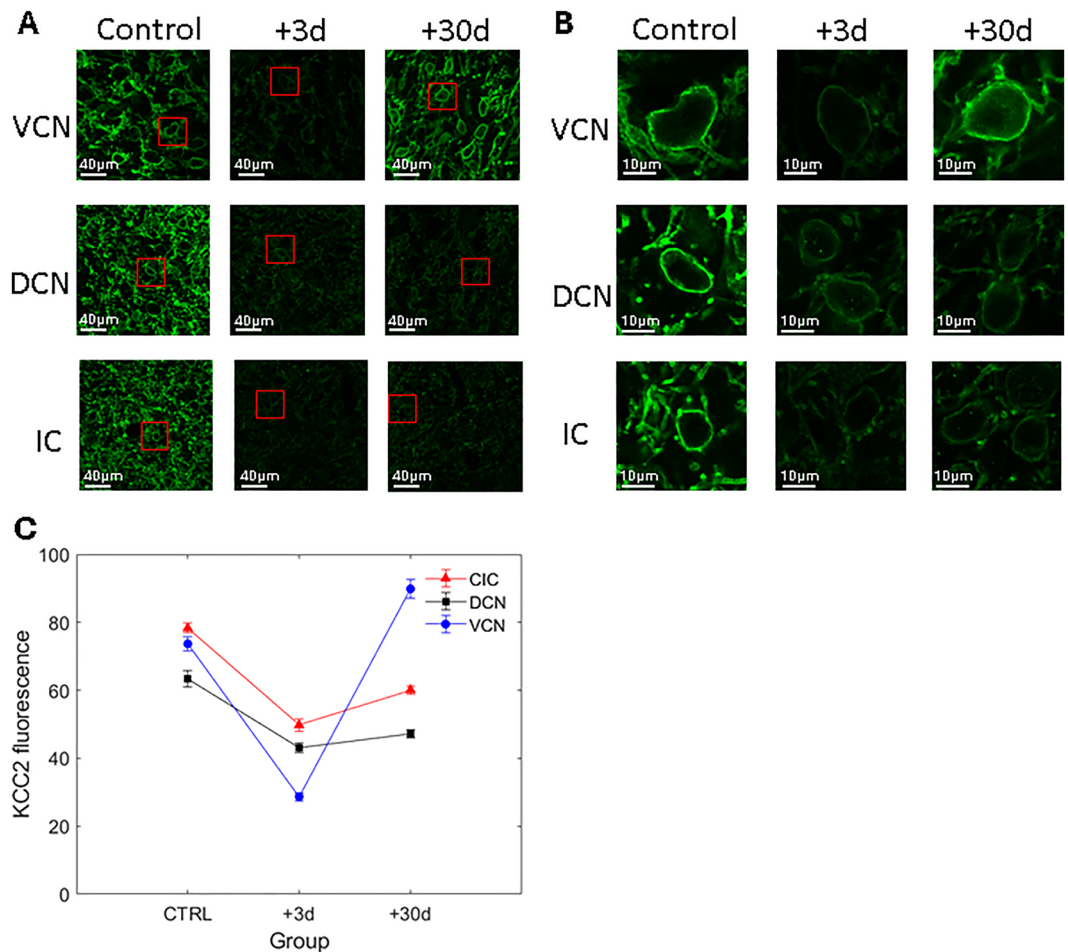 A
Control +3d +30d
VCN
40µm 40µm 40µm
DCN
40µm 40µm 40µm
IC
40µm 40µm 40µm
B
Control +3d +30d
VCN
10µm 10µm 10µm
DCN
10µm 10µm 10µm
IC
10µm 10µm 10µm
C
KCC2 fluorescence
100
80
60
40
20
0
CIC
DCN
VCN
CTRL +3d +30d
Group